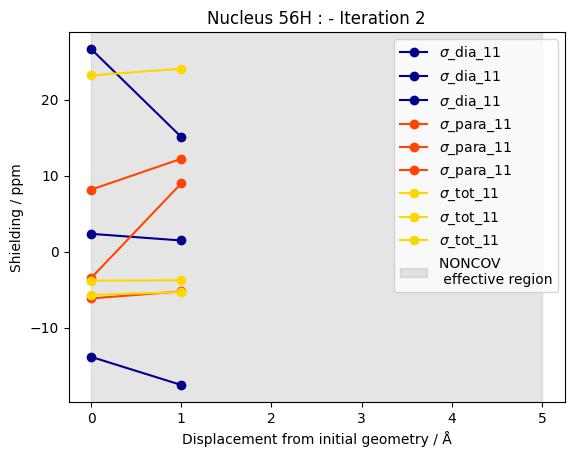 Nucleus 56H : - Iteration 2
σ_dia_11
σ_dia_11
σ_dia_11
σ_para_11
σ_para_11
σ_para_11
σ_tot_11
σ_tot_11
σ_tot_11
NONCOV
effective region
Shielding / ppm
20
10
0
−10
0 1 2 3 4 5
Displacement from initial geometry / Å